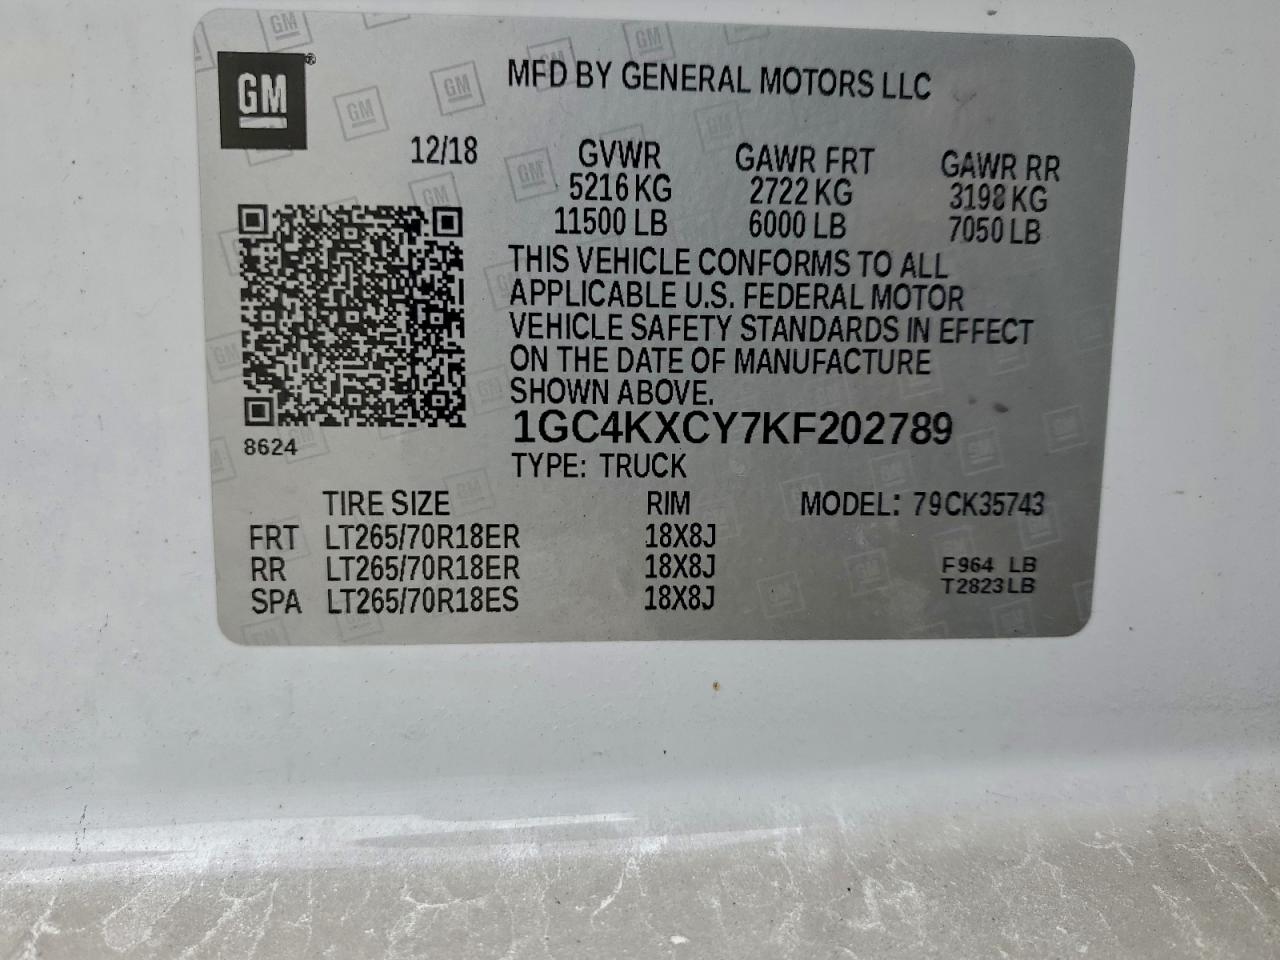 GM
MFD BY GENERAL MOTORS LLC
12/18
GVWR GAWR FRT GAWR RR
5216 KG 2722 KG 3198 KG
11500 LB 6000 LB 7050 LB
THIS VEHICLE CONFORMS TO ALL
APPLICABLE U.S. FEDERAL MOTOR
VEHICLE SAFETY STANDARDS IN EFFECT
ON THE DATE OF MANUFACTURE
SHOWN ABOVE.
1GC4KXCY7KF202789
8624
TYPE: TRUCK
TIRE SIZE RIM MODEL: 79CK35743
FRT LT265/70R18ER 18X8J
RR LT265/70R18ER 18X8J
SPA LT265/70R18ES 18X8J
F964 LB
T2823LB